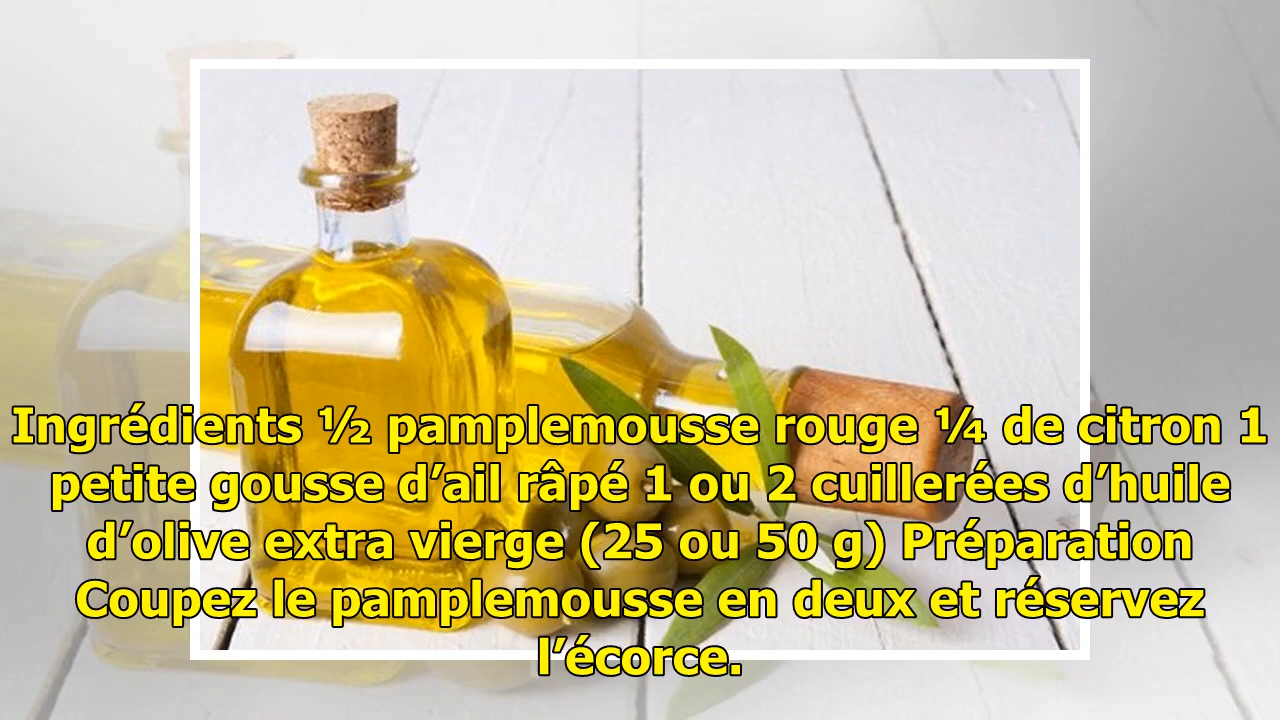 Ingrédients ½ pamplemousse rouge ¼ de citron 1
petite gousse d’ail râpé 1 ou 2 cuillerées d’huile
d’olive extra vierge (25 ou 50 g) Préparation
Coupez le pamplemousse en deux et réservez
l’écorce.